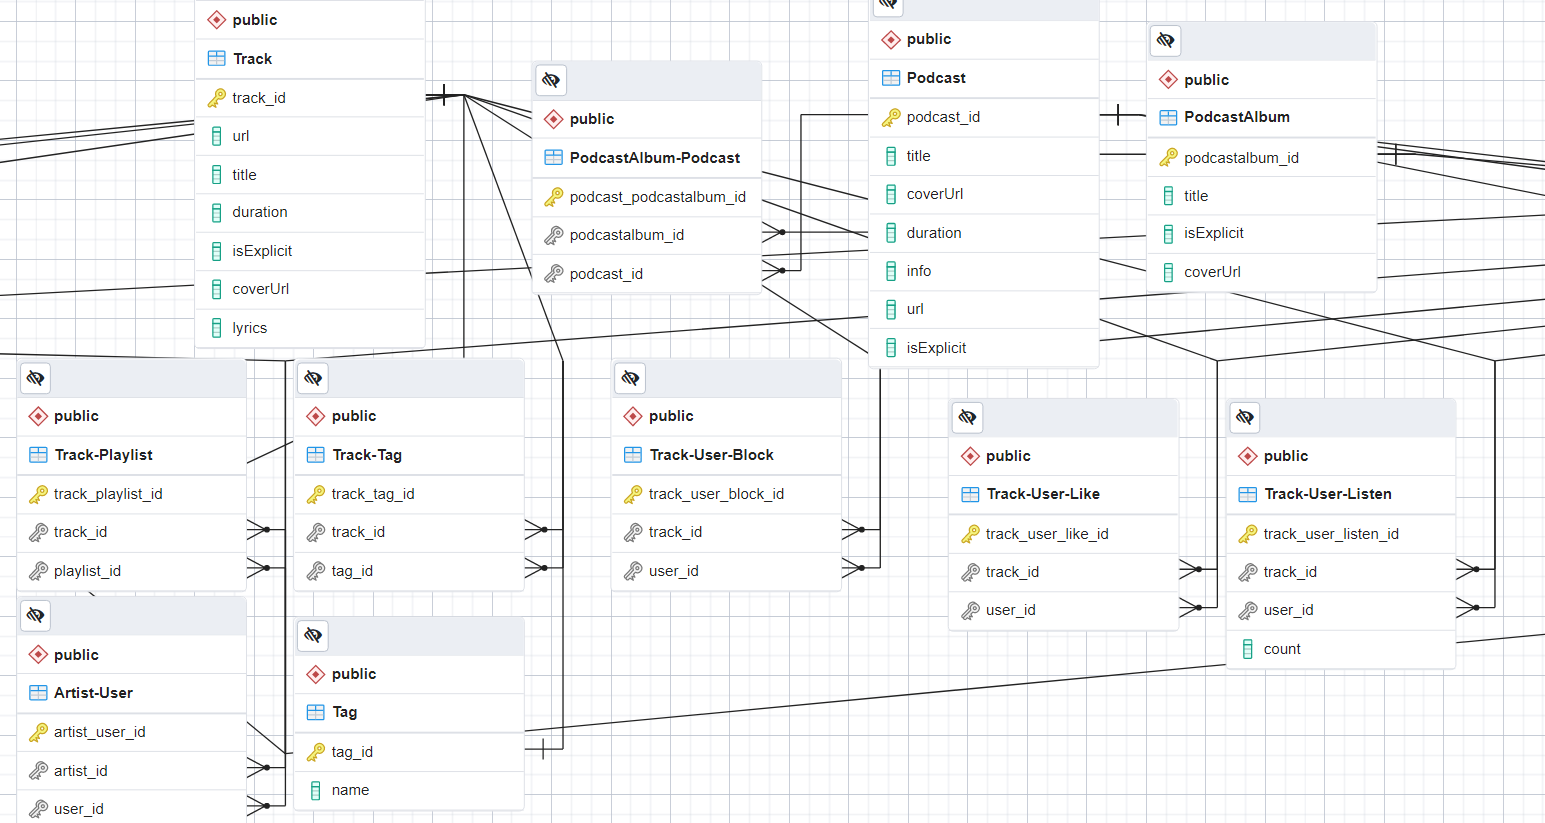 public
Track
track_id
url
title
duration
isExplicit
coverUrl
lyrics
public
PodcastAlbum-Podcast
podcast_podcastalbum_id
podcastalbum_id
podcast_id
public
Podcast
podcast_id
title
coverUrl
duration
info
url
isExplicit
public
PodcastAlbum
podcastalbum_id
title
isExplicit
coverUrl
public
Track-Playlist
track_playlist_id
track_id
playlist_id
public
Track-Tag
track_tag_id
track_id
tag_id
public
Track-User-Block
track_user_block_id
track_id
user_id
public
Track-User-Like
track_user_like_id
track_id
user_id
public
Track-User-Listen
track_user_listen_id
track_id
user_id
count
public
Artist-User
artist_user_id
artist_id
user_id
public
Tag
tag_id
name